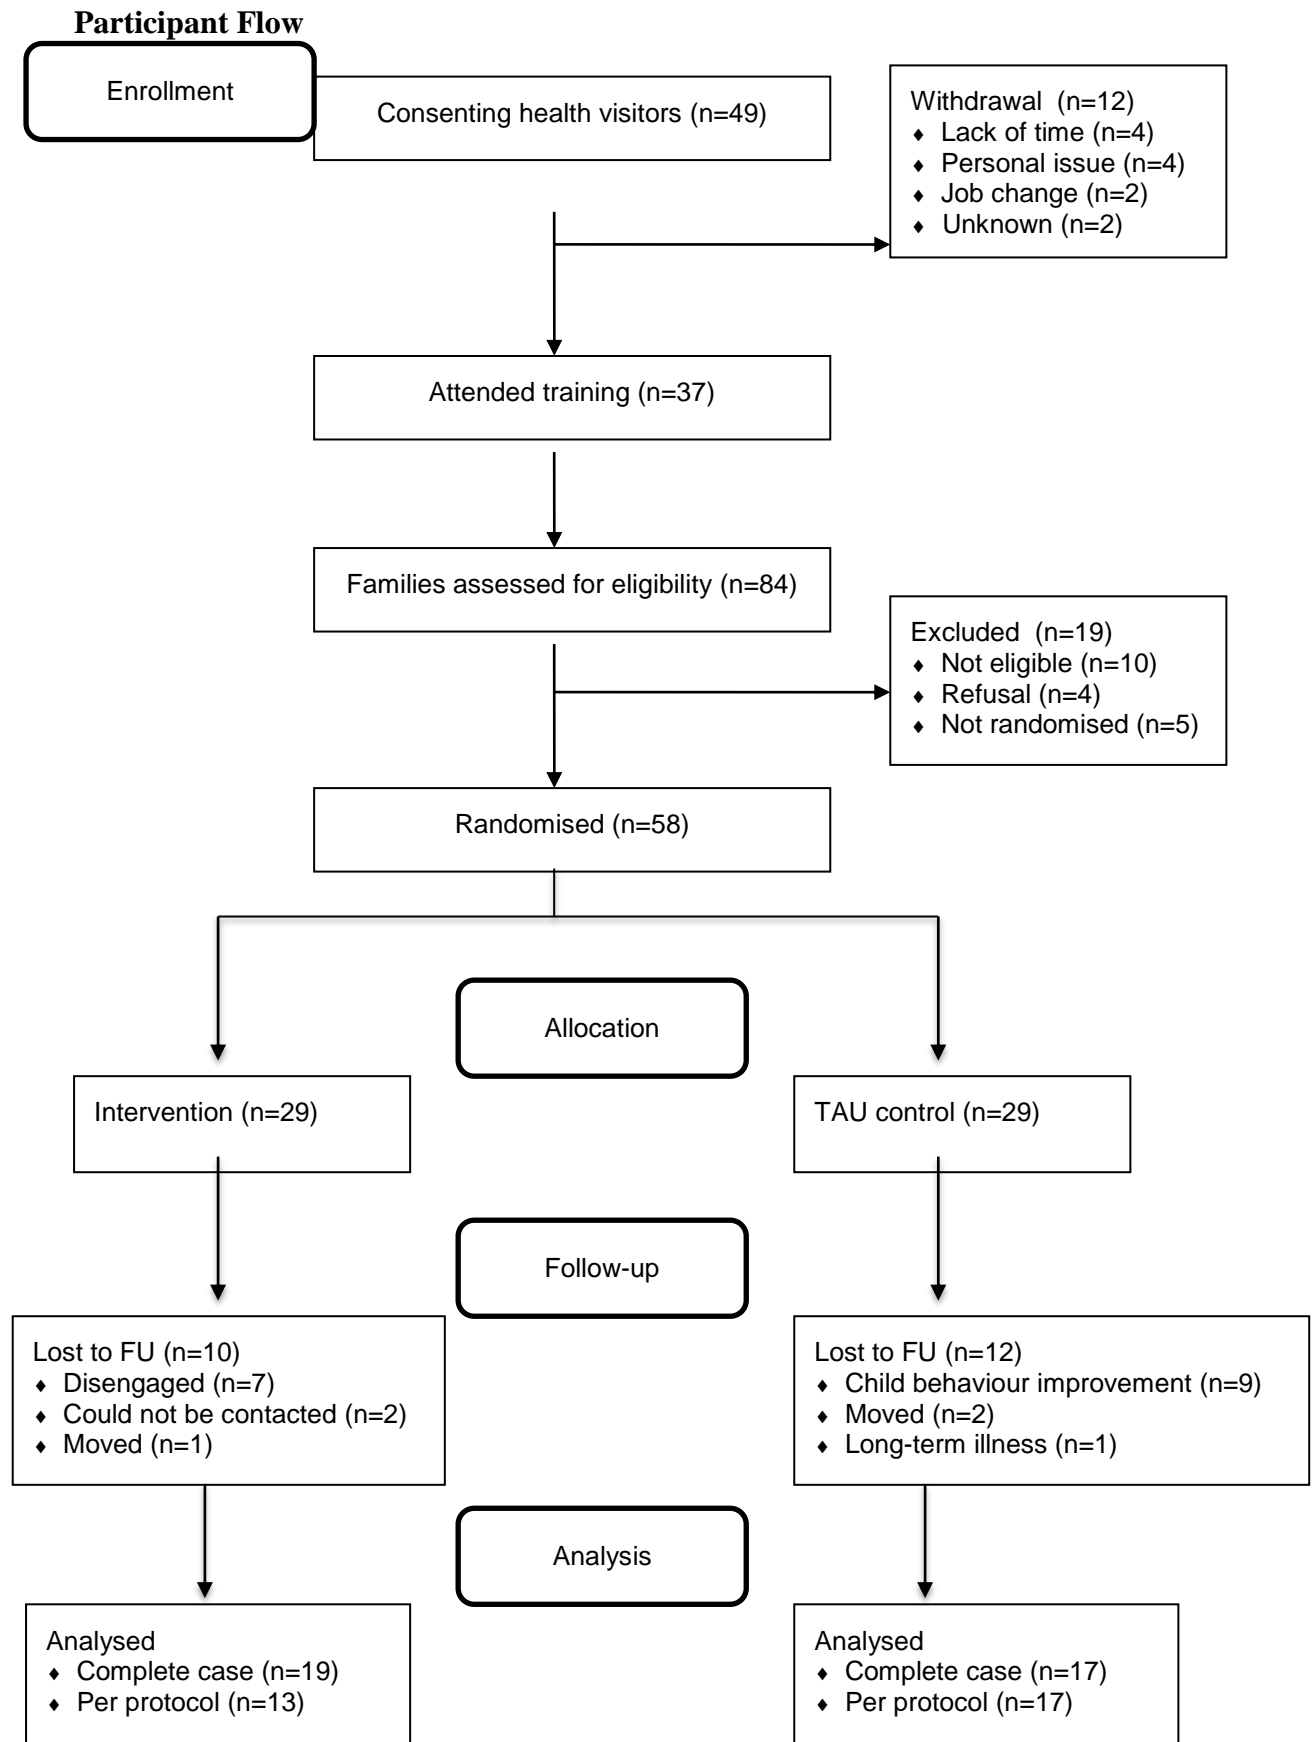 Participant Flow
Enrollment
Consenting health visitors (n=49)
Withdrawal (n=12)
♦ Lack of time (n=4)
♦ Personal issue (n=4)
♦ Job change (n=2)
♦ Unknown (n=2)
Attended training (n=37)
Families assessed for eligibility (n=84)
Excluded (n=19)
♦ Not eligible (n=10)
♦ Refusal (n=4)
♦ Not randomised (n=5)
Randomised (n=58)
Allocation
Intervention (n=29)
TAU control (n=29)
Follow-up
Lost to FU (n=10)
♦ Disengaged (n=7)
♦ Could not be contacted (n=2)
♦ Moved (n=1)
Lost to FU (n=12)
♦ Child behaviour improvement (n=9)
♦ Moved (n=2)
♦ Long-term illness (n=1)
Analysis
Analysed
♦ Complete case (n=19)
♦ Per protocol (n=13)
Analysed
♦ Complete case (n=17)
♦ Per protocol (n=17)